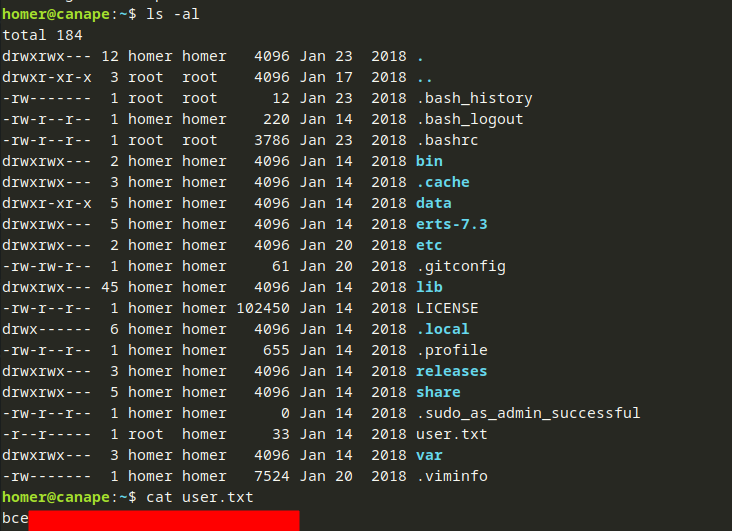 homer@canape:~$ ls -al
total 184
drwxrwx--- 12 homer homer   4096 Jan 23  2018 .
drwxr-xr-x  3 root  root    4096 Jan 17  2018 ..
-rw-------  1 root  root      12 Jan 23  2018 .bash_history
-rw-r--r--  1 homer homer    220 Jan 14  2018 .bash_logout
-rw-r--r--  1 root  root    3786 Jan 23  2018 .bashrc
drwxrwx---  2 homer homer   4096 Jan 14  2018 bin
drwxrwx---  3 homer homer   4096 Jan 14  2018 .cache
drwxr-xr-x  5 homer homer   4096 Jan 14  2018 data
drwxrwx---  5 homer homer   4096 Jan 14  2018 erts-7.3
drwxrwx---  2 homer homer   4096 Jan 20  2018 etc
-rw-rw-r--  1 homer homer     61 Jan 20  2018 .gitconfig
drwxrwx--- 45 homer homer   4096 Jan 14  2018 lib
-rw-r--r--  1 homer homer 102450 Jan 14  2018 LICENSE
drwx------  6 homer homer   4096 Jan 14  2018 .local
-rw-r--r--  1 homer homer    655 Jan 14  2018 .profile
drwxrwx---  3 homer homer   4096 Jan 14  2018 releases
drwxrwx---  5 homer homer   4096 Jan 14  2018 share
-rw-r--r--  1 homer homer      0 Jan 14  2018 .sudo_as_admin_successful
-r--r-----  1 root  homer     33 Jan 14  2018 user.txt
drwxrwx---  3 homer homer   4096 Jan 14  2018 var
-rw-------  1 homer homer   7524 Jan 20  2018 .viminfo
homer@canape:~$ cat user.txt
bce